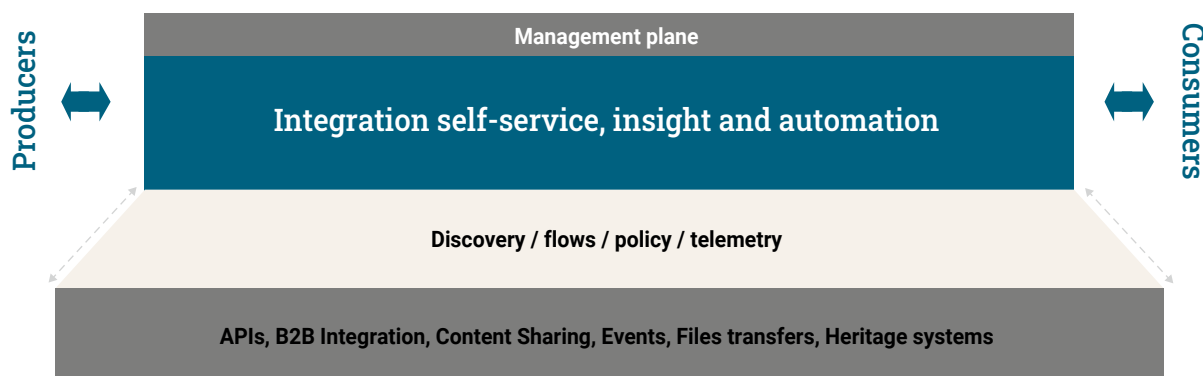 Producers
Management plane
Integration self-service, insight and automation
Consumers
Discovery / flows / policy / telemetry
APIs, B2B Integration, Content Sharing, Events, Files transfers, Heritage systems